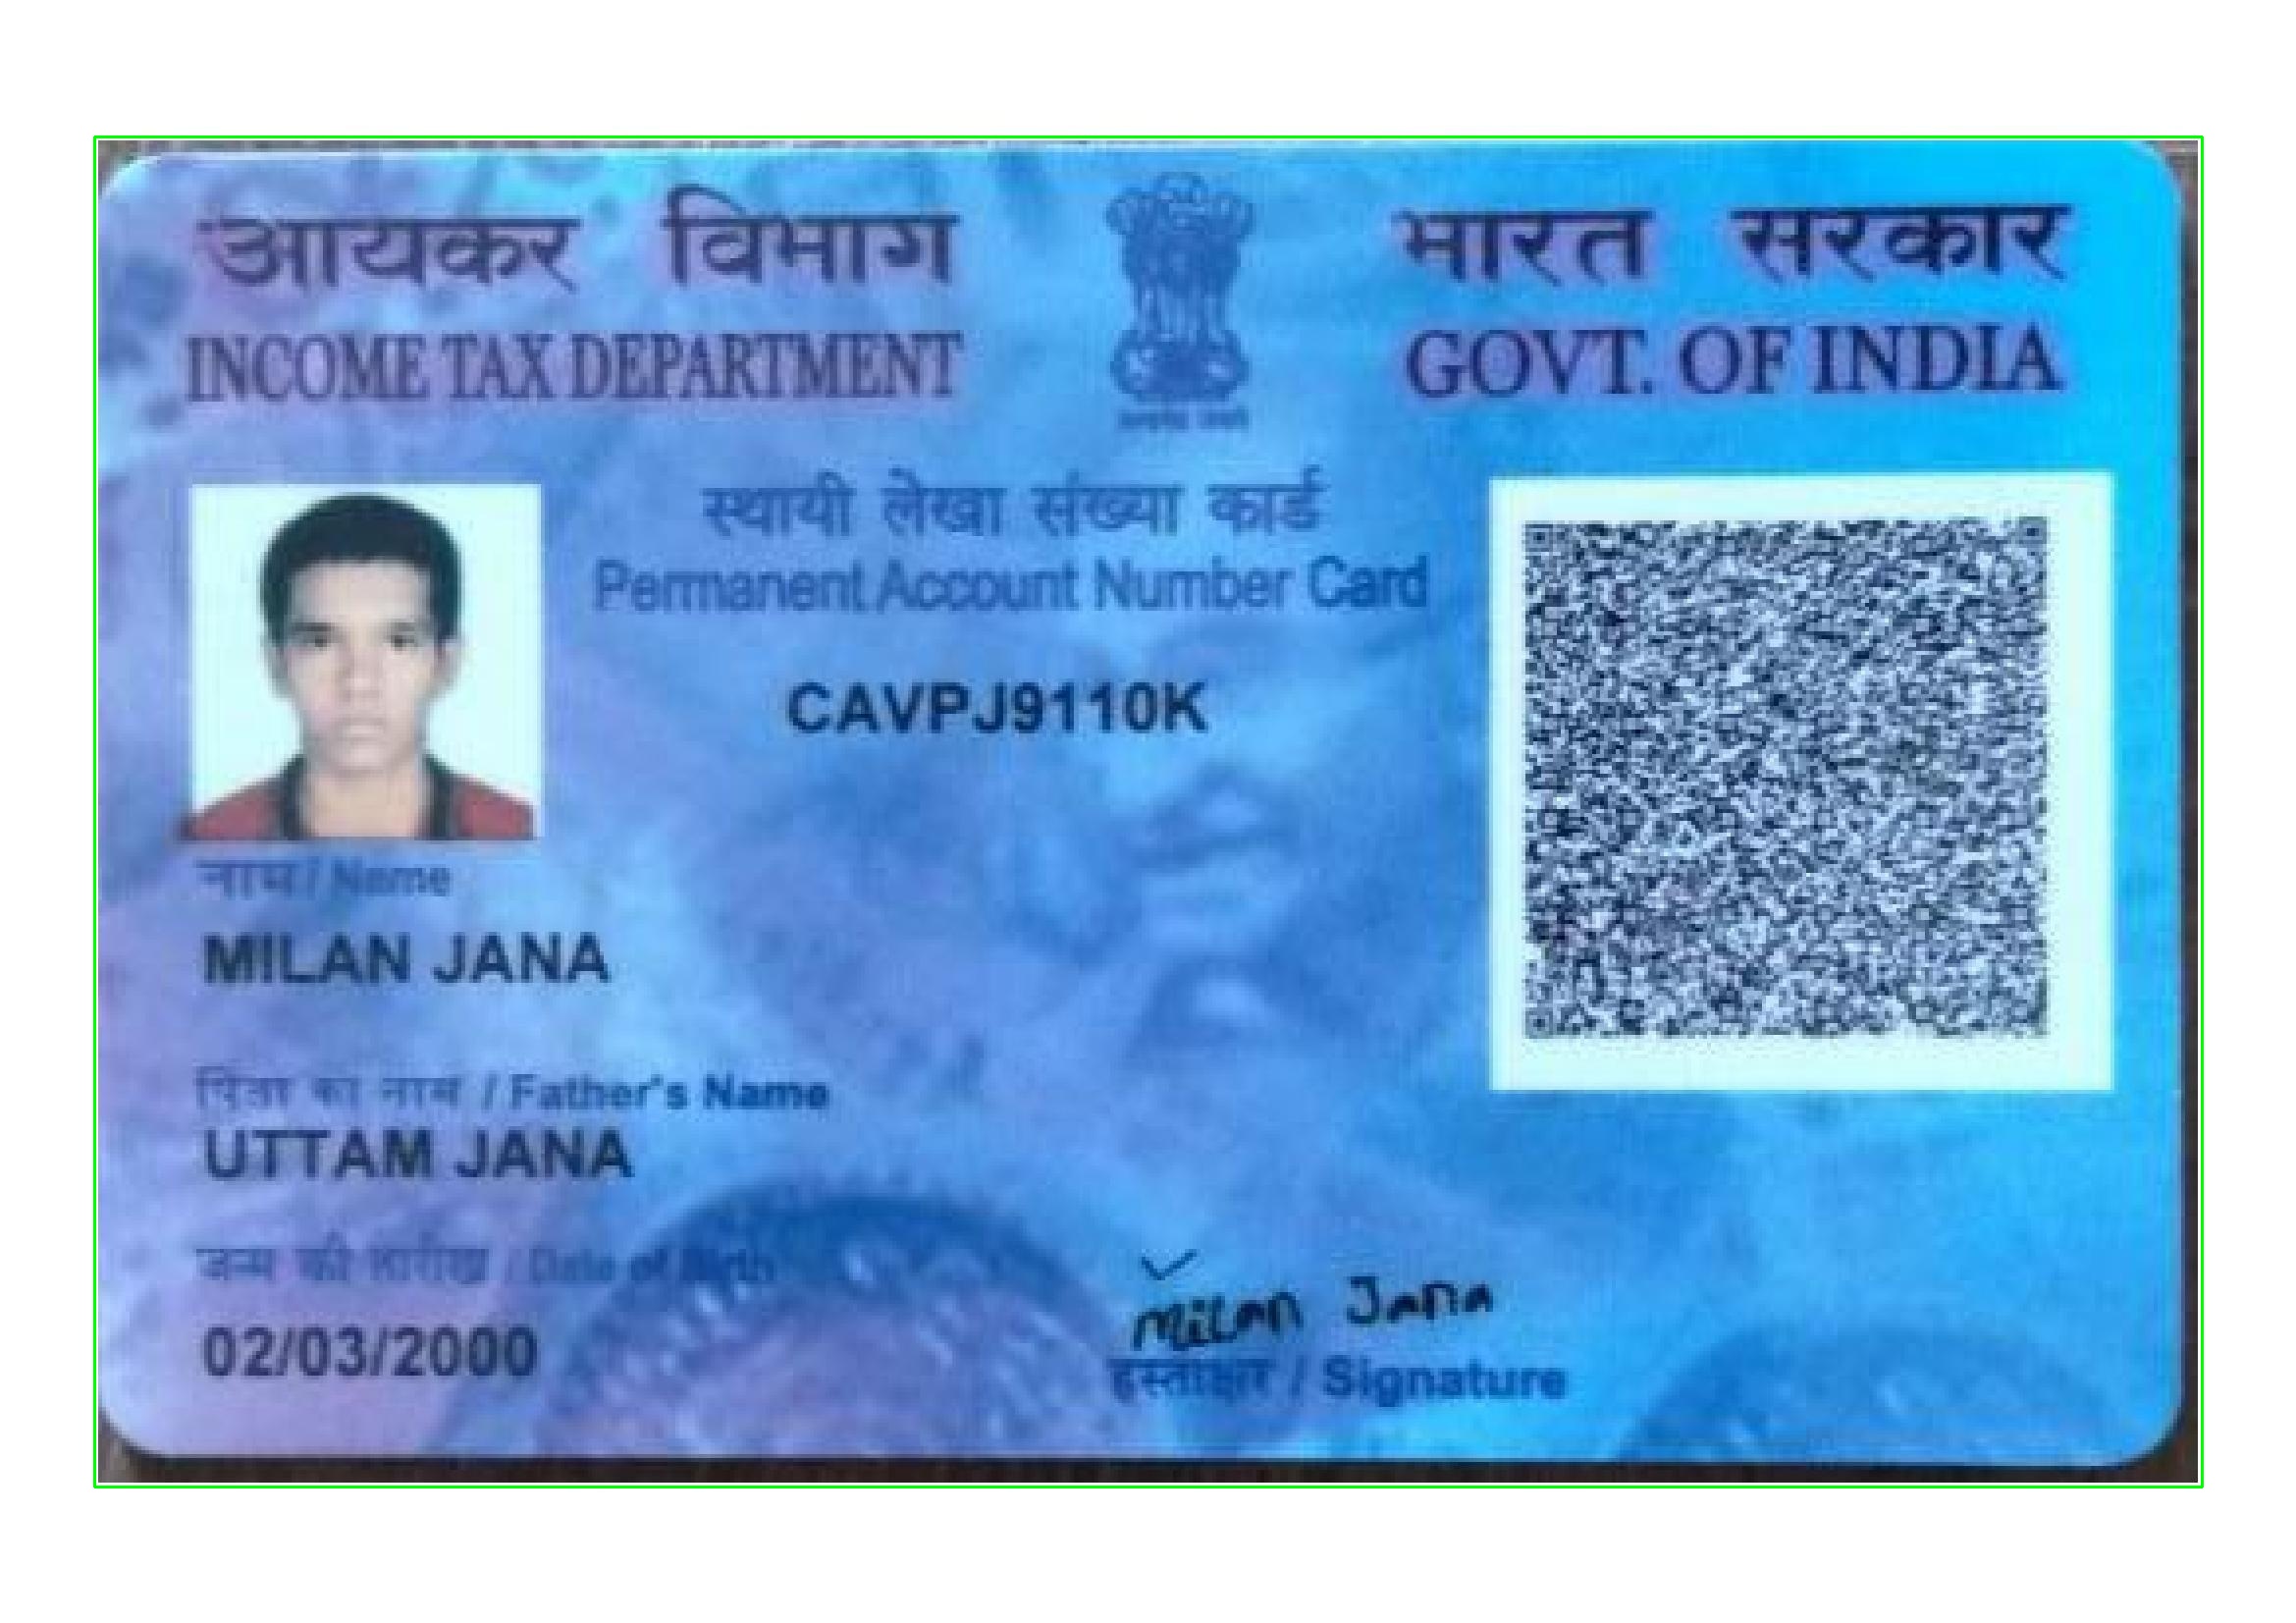 आयकर विभाग
INCOME TAX DEPARTMENT
भारत सरकार
GOVT. OF INDIA
स्थायी लेखा संख्या कार्ड
Permanent Account Number Card
CAVPJ9110K
नाम / Name
MILAN JANA
पिता का नाम / Father's Name
UTTAM JANA
जन्म की तारीख / Date of Birth
02/03/2000
Milan Jana
हस्ताक्षर / Signature